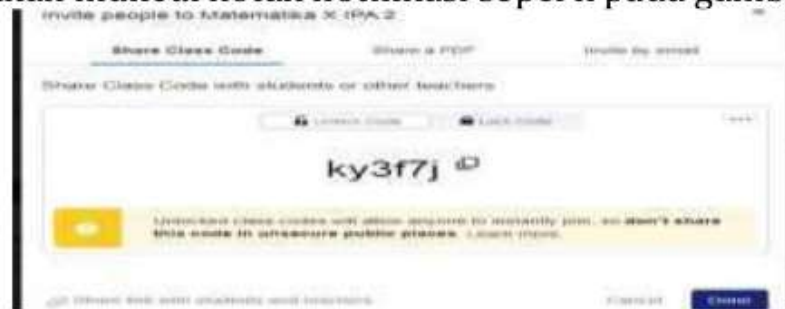 invite people to Matematika X IPA 2
Share Class Code Share a PDF Invite by email
Share Class Code with students or other teachers
Unlock Code Lock Code
ky3f7j
Unlocked class codes will allow anyone to instantly join, so don't share
this code in unsecure public places. Learn more.
Share link with students and teachers Cancel Done